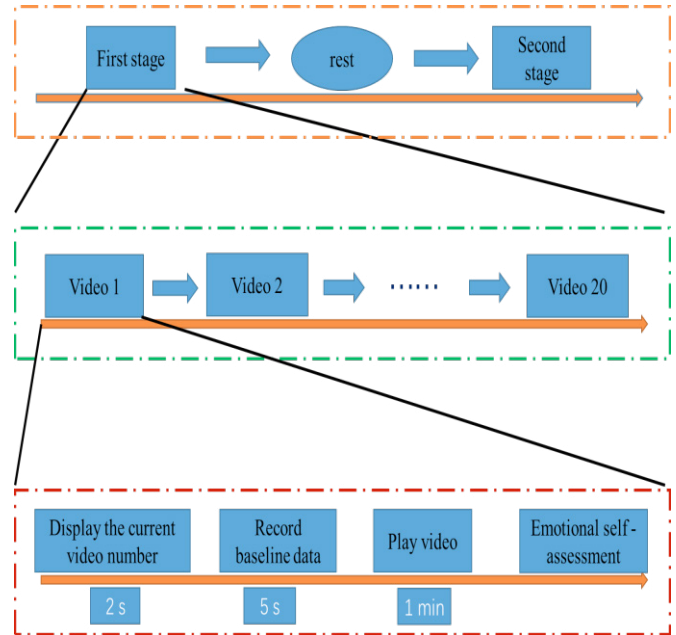 First stage
rest
Second
stage
Video 1
Video 2
......
Video 20
Display the current
video number
Record
baseline data
Play video
Emotional self -
assessment
2 s
5 s
1 min